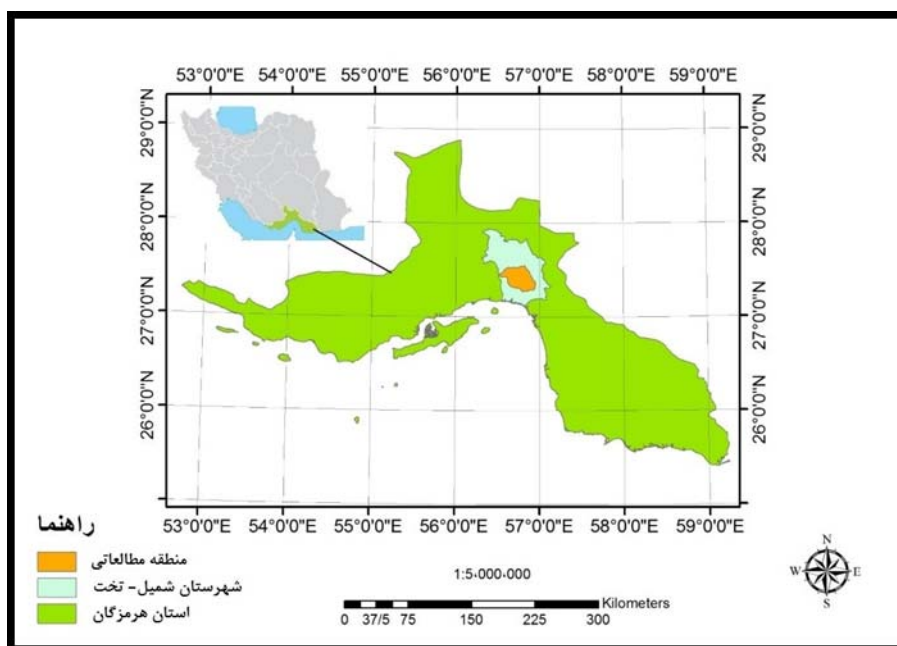 53°0'0"E 54°0'0"E 55°0'0"E 56°0'0"E 57°0'0"E 58°0'0"E 59°0'0"E
29°0'0"N 29°0'0"N
28°0'0"N 28°0'0"N
27°0'0"N 27°0'0"N
26°0'0"N 26°0'0"N
53°0'0"E 54°0'0"E 55°0'0"E 56°0'0"E 57°0'0"E 58°0'0"E 59°0'0"E
راهنما
منطقه مطالعاتی
شهرستان شمیل- تخت
استان هرمزگان
1:5-000-000
Kilometers
0 37/5 75 150 225 300
N
W E
S